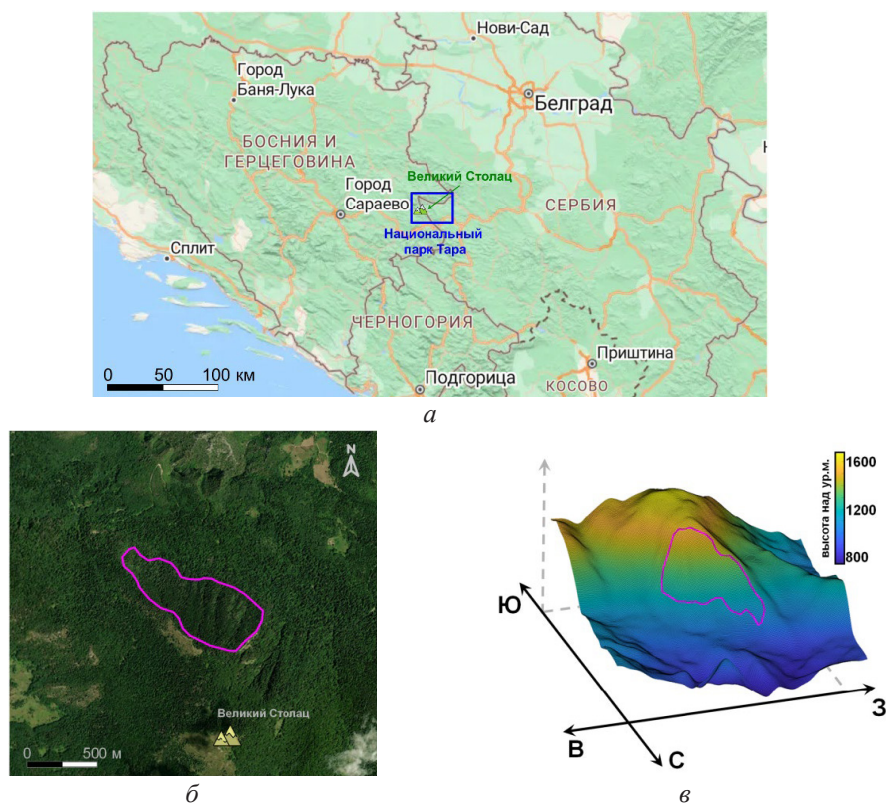 Нови-Сад
Город
Баня-Лука
Белград
БОСНИЯ И
ГЕРЦЕГОВИНА
Великий Столац
Город
Сараево
СЕРБИЯ
Национальный
парк Тара
Сплит
ЧЕРНОГОРИЯ
Приштина
Подгорица
КОСОВО
0 50 100 км
а
N
Великий Столац
0 500 м
б
высота над ур.м.
1600
1200
800
Ю
З
В
С
в